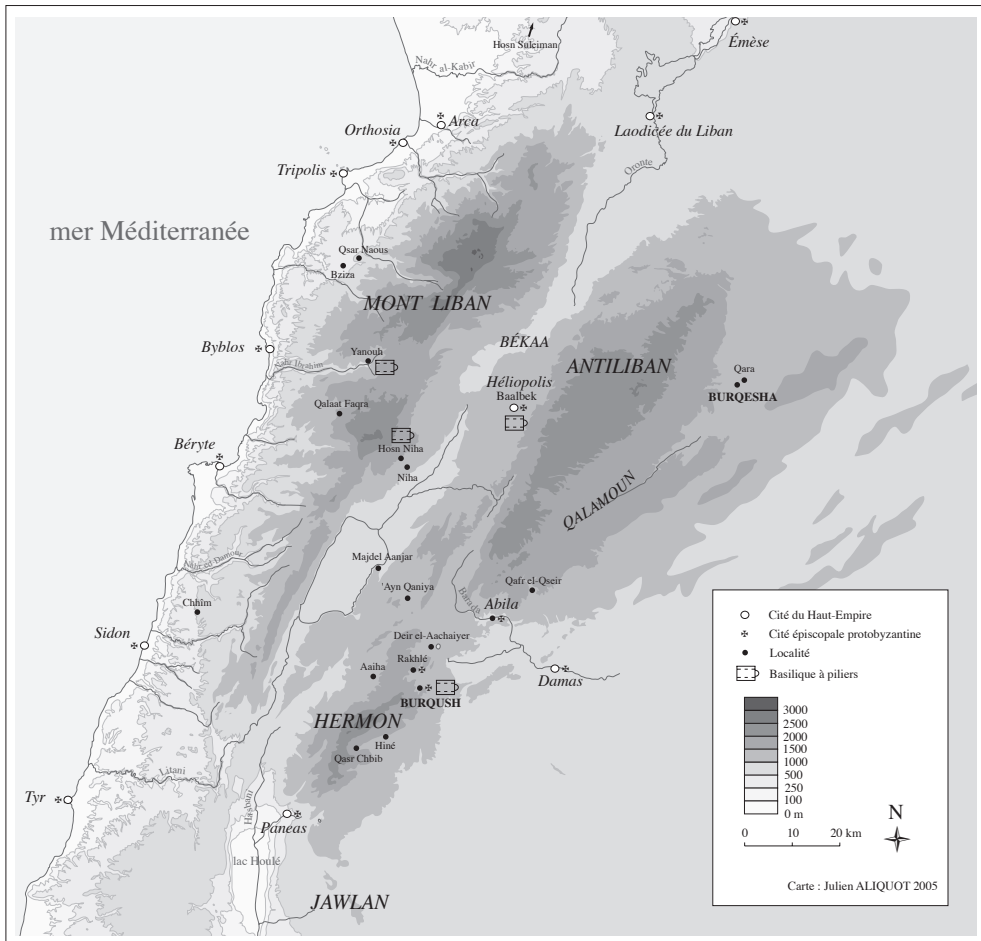 Hosn Suleiman
Émèse
Nahr al-Kabir
Arca
Orthosia
Laodicée du Liban
Tripolis
Oronte
mer Méditerranée
Qsar Naous
Bziza
MONT LIBAN
BÉKAA
Byblos
Yanouh
ANTILIBAN
Nahr Ibrahim
Qara
Héliopolis
Baalbek
BURQESHA
Qalaat Faqra
Béryte
Hosn Niha
Niha
QALAMOUN
Nahr ed-Damour
Majdel Aanjar
'Ayn Qaniya
Qafr el-Qseir
Barada
Abila
Chhîm
Sidon
Deir el-Aachaiyer
Rakhlé
Aaiha
Damas
BURQUSH
HERMON
Hiné
Qasr Chbib
Litani
Tyr
Hasbani
Panéas
lac Houlé
JAWLAN
Cité du Haut-Empire
Cité épiscopale protobyzantine
Localité
Basilique à piliers
3000
2500
2000
1500
1000
500
250
100
0 m
N
0 10 20 km
Carte : Julien ALIQUOT 2005